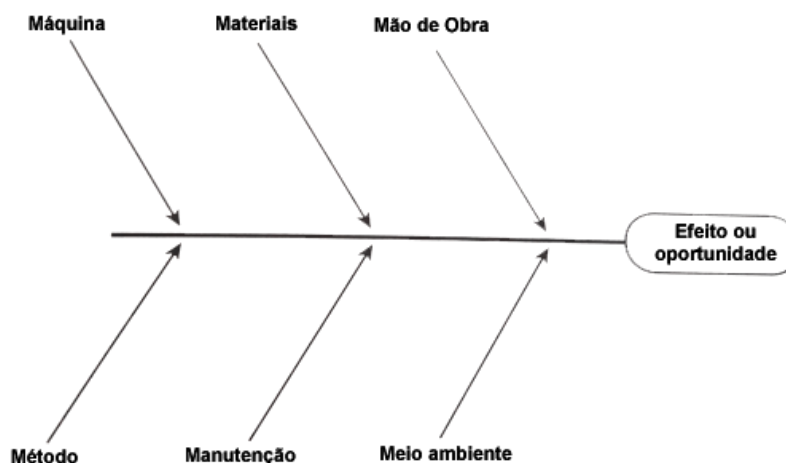 Máquina
Materiais
Mão de Obra
Efeito ou
oportunidade
Método
Manutenção
Meio ambiente